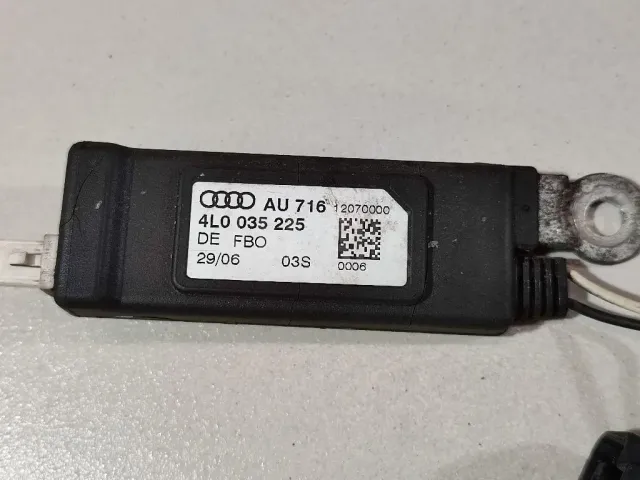 AU 716 12070000
4L0 035 225
DE FBO
29/06 03S 0006